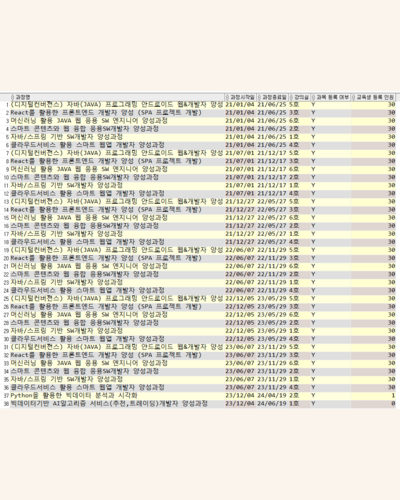 과정명 과정시작일 과정종료일 강의실 과목 등록 여부 교육생 등록 인원
1 (디지털컨버젼스) 자바(JAVA) 프로그래밍 안드로이드 웹&개발자 양성 21/01/04 21/06/25 5호 Y 30
2 React를 활용한 프론트엔드 개발자 양성 (SPA 프로젝트 개발) 21/01/04 21/06/25 3호 Y 30
3 머신러닝 활용 JAVA 웹 응용 SW 엔지니어 양성과정 21/01/04 21/06/25 6호 Y 30
4 스마트 콘텐츠와 웹 융합 응용SW개발자 양성과정 21/01/04 21/06/25 2호 Y 30
5 자바/스프링 기반 SW개발자 양성과정 21/01/04 21/06/25 1호 Y 30
6 클라우드서비스 활용 스마트 웹앱 개발자 양성과정 21/01/04 21/06/25 4호 Y 30
7 (디지털컨버젼스) 자바(JAVA) 프로그래밍 안드로이드 웹&개발자 양성 21/07/01 21/12/17 5호 Y 30
8 React를 활용한 프론트엔드 개발자 양성 (SPA 프로젝트 개발) 21/07/01 21/12/17 3호 Y 30
9 머신러닝 활용 JAVA 웹 응용 SW 엔지니어 양성과정 21/07/01 21/12/17 6호 Y 30
10 스마트 콘텐츠와 웹 융합 응용SW개발자 양성과정 21/07/01 21/12/17 2호 Y 30
11 자바/스프링 기반 SW개발자 양성과정 21/07/01 21/12/17 1호 Y 30
12 클라우드서비스 활용 스마트 웹앱 개발자 양성과정 21/07/01 21/12/17 4호 Y 30
13 (디지털컨버젼스) 자바(JAVA) 프로그래밍 안드로이드 웹&개발자 양성 21/12/27 22/05/27 5호 Y 30
14 React를 활용한 프론트엔드 개발자 양성 (SPA 프로젝트 개발) 21/12/27 22/05/27 3호 Y 30
15 머신러닝 활용 JAVA 웹 응용 SW 엔지니어 양성과정 21/12/27 22/05/27 6호 Y 30
16 스마트 콘텐츠와 웹 융합 응용SW개발자 양성과정 21/12/27 22/05/27 2호 Y 30
17 자바/스프링 기반 SW개발자 양성과정 21/12/27 22/05/27 1호 Y 30
18 클라우드서비스 활용 스마트 웹앱 개발자 양성과정 21/12/27 22/05/27 4호 Y 30
19 (디지털컨버젼스) 자바(JAVA) 프로그래밍 안드로이드 웹&개발자 양성 22/06/07 22/11/29 5호 Y 30
20 React를 활용한 프론트엔드 개발자 양성 (SPA 프로젝트 개발) 22/06/07 22/11/29 3호 Y 30
21 머신러닝 활용 JAVA 웹 응용 SW 엔지니어 양성과정 22/06/07 22/11/29 6호 Y 30
22 스마트 콘텐츠와 웹 융합 응용SW개발자 양성과정 22/06/07 22/11/29 2호 Y 30
23 자바/스프링 기반 SW개발자 양성과정 22/06/07 22/11/29 1호 Y 30
24 클라우드서비스 활용 스마트 웹앱 개발자 양성과정 22/06/07 22/11/29 4호 Y 30
25 (디지털컨버젼스) 자바(JAVA) 프로그래밍 안드로이드 웹&개발자 양성 22/12/05 23/05/29 5호 Y 30
26 React를 활용한 프론트엔드 개발자 양성 (SPA 프로젝트 개발) 22/12/05 23/05/29 3호 Y 30
27 머신러닝 활용 JAVA 웹 응용 SW 엔지니어 양성과정 22/12/05 23/05/29 6호 Y 30
28 스마트 콘텐츠와 웹 융합 응용SW개발자 양성과정 22/12/05 23/05/29 2호 Y 30
29 자바/스프링 기반 SW개발자 양성과정 22/12/05 23/05/29 1호 Y 30
30 클라우드서비스 활용 스마트 웹앱 개발자 양성과정 22/12/05 23/05/29 4호 Y 30
31 (디지털컨버젼스) 자바(JAVA) 프로그래밍 안드로이드 웹&개발자 양성 23/06/07 23/11/29 5호 Y 30
32 React를 활용한 프론트엔드 개발자 양성 (SPA 프로젝트 개발) 23/06/07 23/11/29 3호 Y 30
33 머신러닝 활용 JAVA 웹 응용 SW 엔지니어 양성과정 23/06/07 23/11/29 6호 Y 30
34 스마트 콘텐츠와 웹 융합 응용SW개발자 양성과정 23/06/07 23/11/29 2호 Y 30
35 자바/스프링 기반 SW개발자 양성과정 23/06/07 23/11/29 1호 Y 30
36 클라우드서비스 활용 스마트 웹앱 개발자 양성과정 23/06/07 23/11/29 4호 Y 30
37 Python을 활용한 빅데이터 분석과 시각화 23/12/04 24/04/19 2호 Y 1
38 빅데이터기반 AI알고리즘 서비스(추천,트레이딩)개발자 양성과정 23/12/04 24/06/19 1호 Y 0